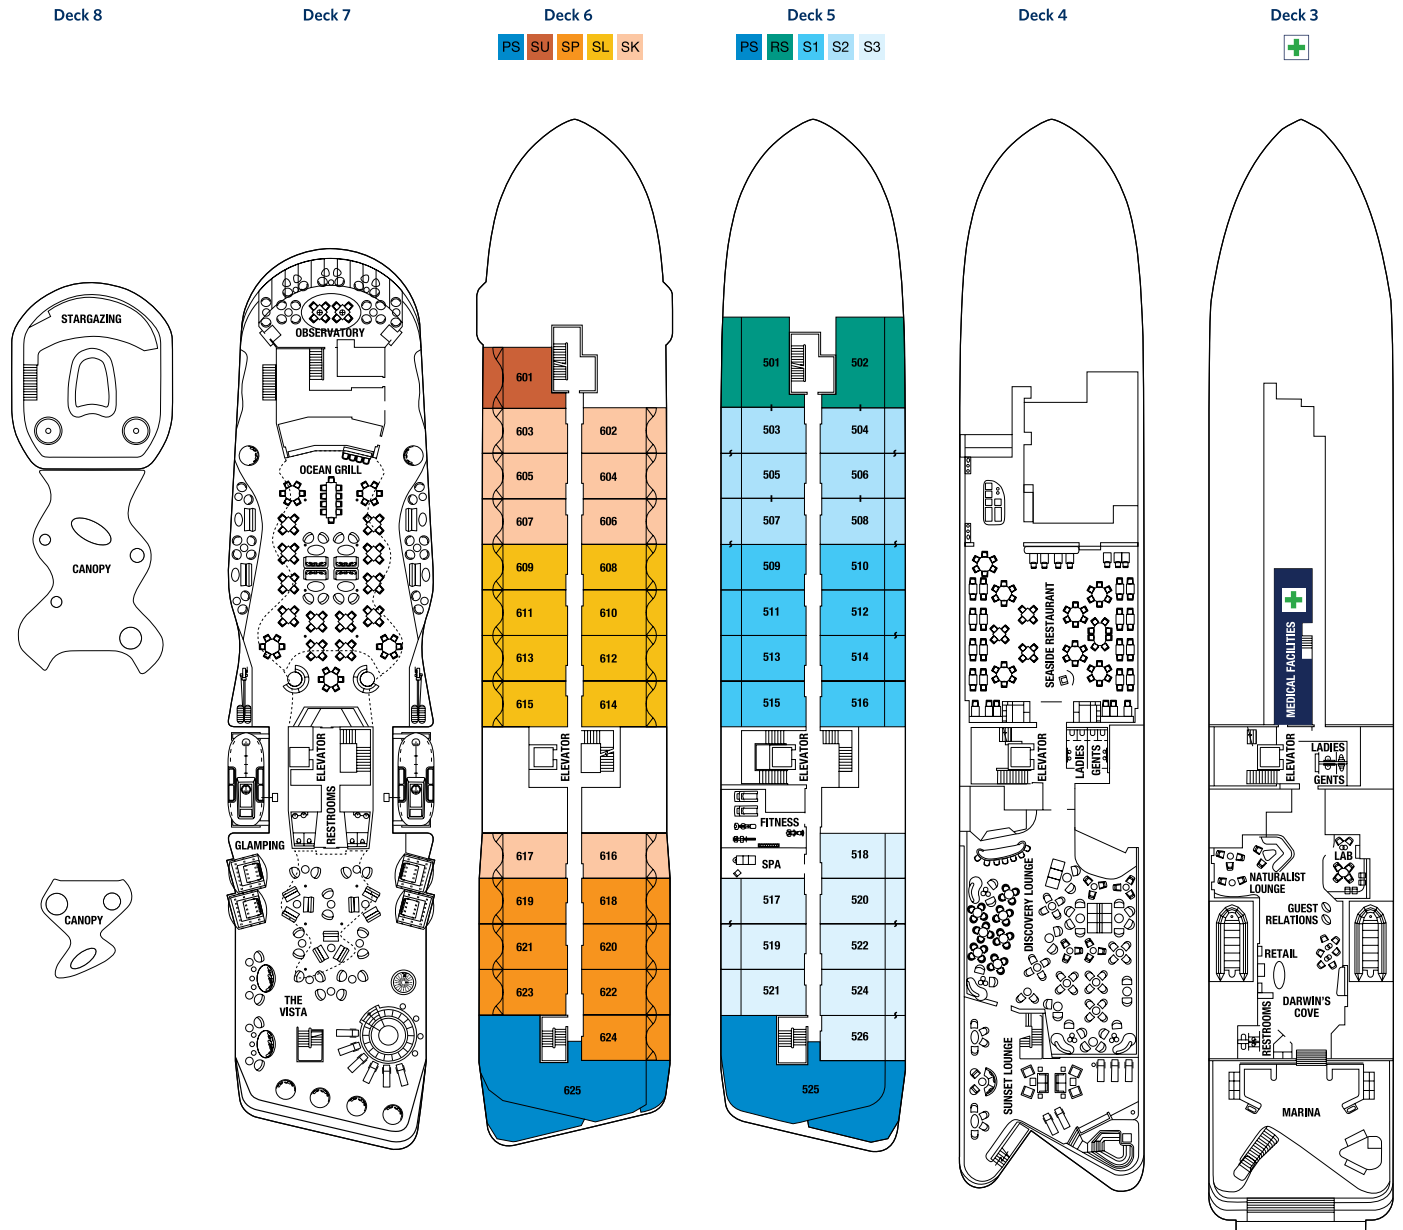 Deck 8
Deck 7
Deck 6
Deck 5
Deck 4
Deck 3
PS SU SP SL SK
PS RS S1 S2 S3
STARGAZING
CANOPY
CANOPY
OBSERVATORY
OCEAN GRILL
ELEVATOR
RESTROOMS
GLAMPING
THE
VISTA
601
603 602
605 604
607 606
609 608
611 610
613 612
615 614
ELEVATOR
617 616
619 618
621 620
623 622
624
625
501 502
503 504
505 506
507 508
509 510
511 512
513 514
515 516
ELEVATOR
FITNESS
SPA
518
517 520
519 522
521 524
526
525
SEASIDE RESTAURANT
ELEVATOR
LADIES
GENTS
DISCOVERY LOUNGE
SUNSET LOUNGE
MEDICAL FACILITIES
ELEVATOR
LADIES
GENTS
LAB
NATURALIST
LOUNGE
GUEST
RELATIONS
RETAIL
DARWIN'S
COVE
RESTROOMS
MARINA